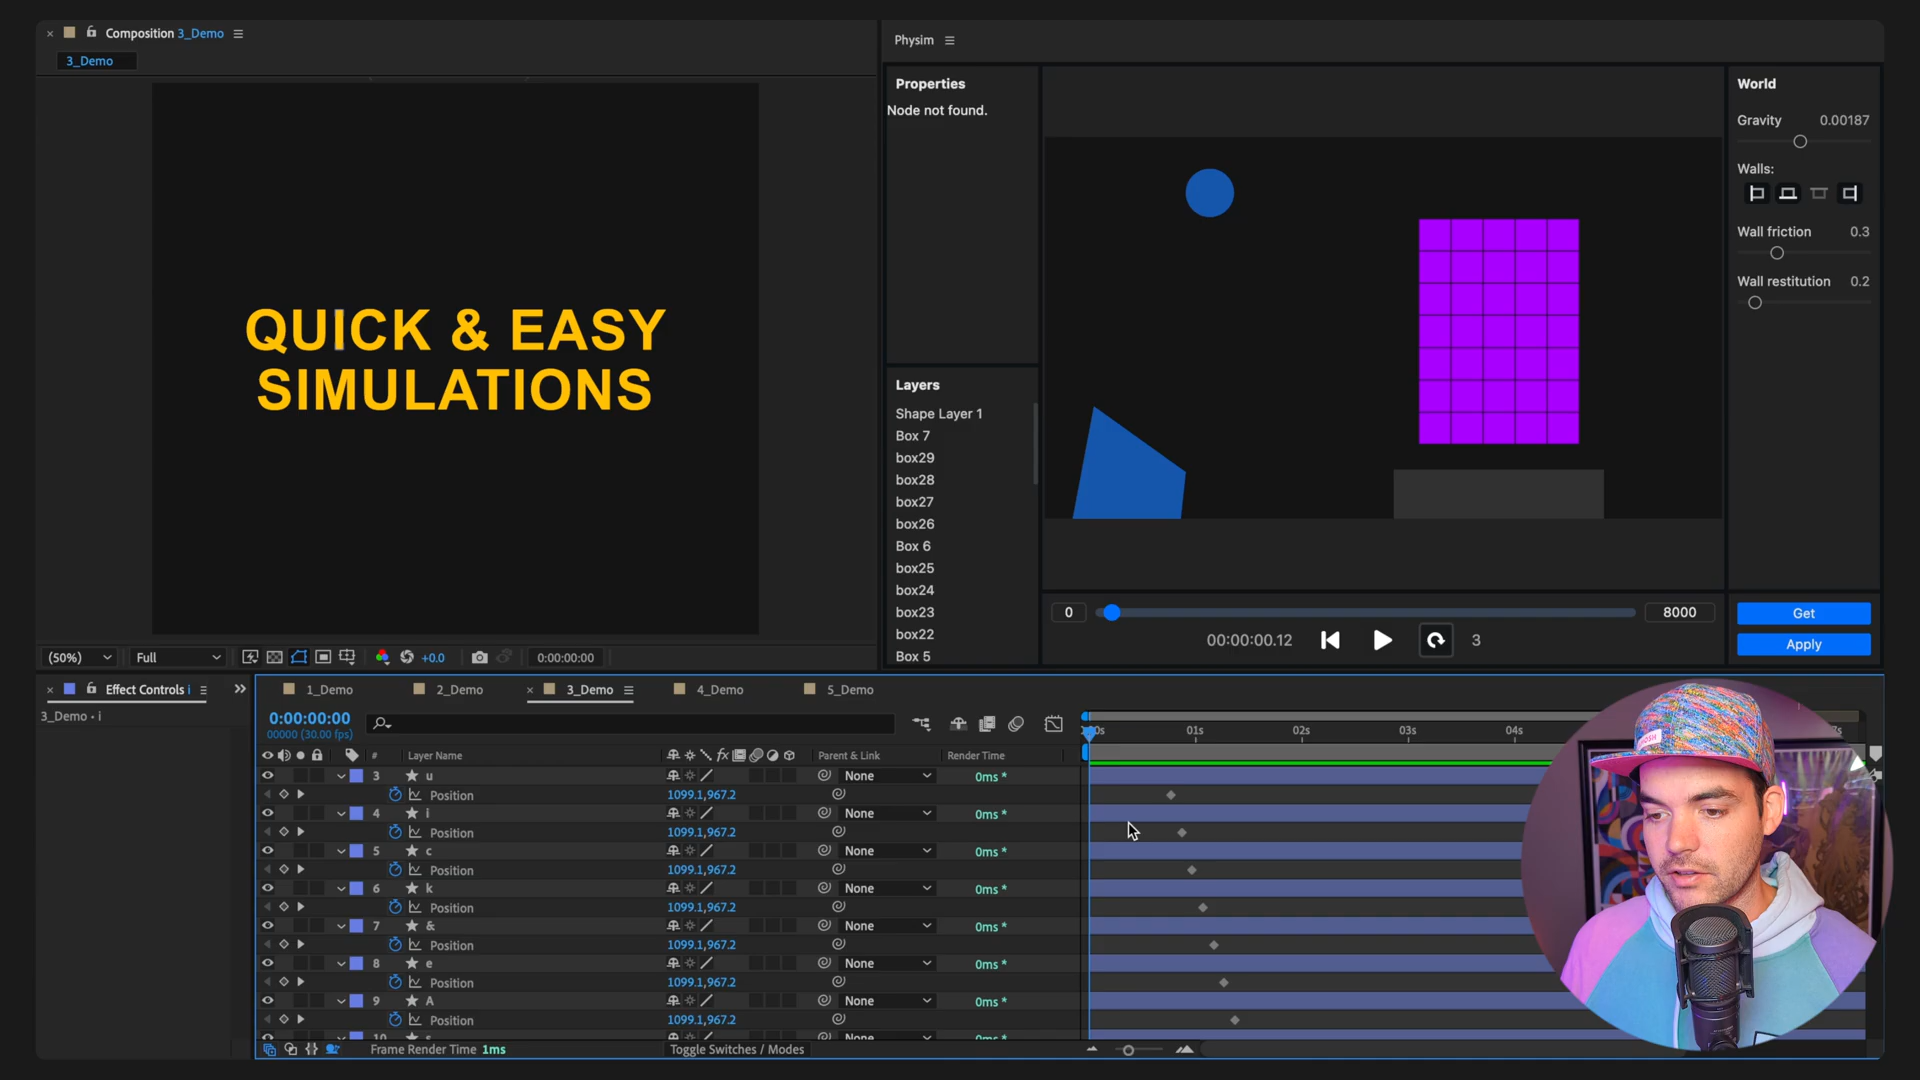 Composition 3_Demo
3_Demo
QUICK & EASY
SIMULATIONS
(50%)
Full
+0.0
0:00:00:00
Physim
Properties
Node not found.
Layers
Shape Layer 1
Box 7
box29
box28
box27
box26
Box 6
box25
box24
box23
box22
Box 5
0
8000
00:00:00.12
3
World
Gravity 0.00187
Walls:
Wall friction 0.3
Wall restitution 0.2
Get
Apply
Effect Controls i
3_Demo • i
1_Demo
2_Demo
3_Demo
4_Demo
5_Demo
0:00:00:00
00000 (30.00 fps)
01s
02s
03s
04s
# Layer Name
Parent & Link
Render Time
3 u None 0ms *
Position 1099.1,967.2
4 i None 0ms *
Position 1099.1,967.2
5 c None 0ms *
Position 1099.1,967.2
6 k None 0ms *
Position 1099.1,967.2
7 & None 0ms *
Position 1099.1,967.2
8 e None 0ms *
Position 1099.1,967.2
9 A None 0ms *
Position 1099.1,967.2
Frame Render Time 1ms
Toggle Switches / Modes